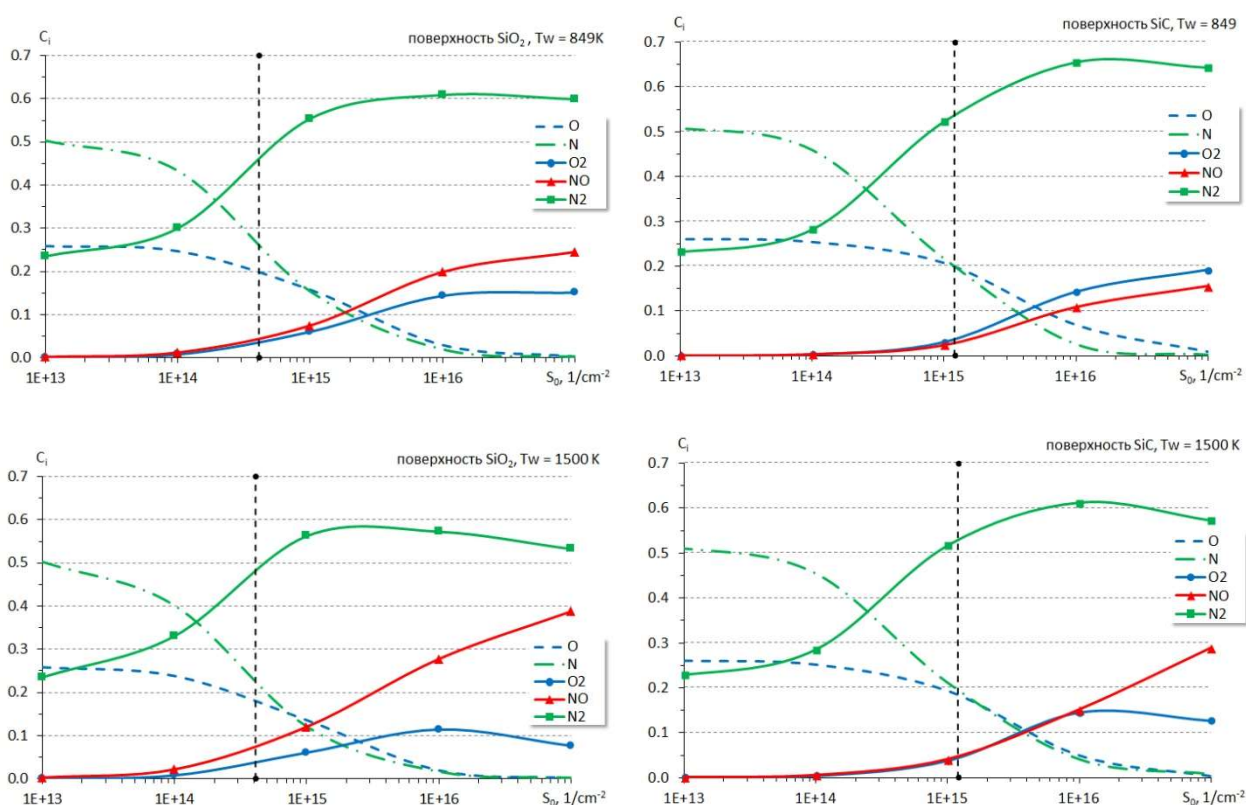 Cᵢ
поверхность SiO₂, Tw = 849K
0.7
0.6
0.5
0.4
0.3
0.2
0.1
0.0
O
N
O2
NO
N2
1E+13 1E+14 1E+15 1E+16 S₀, 1/cm⁻²
Cᵢ
поверхность SiC, Tw = 849
0.7
0.6
0.5
0.4
0.3
0.2
0.1
0.0
O
N
O2
NO
N2
1E+13 1E+14 1E+15 1E+16 S₀, 1/cm⁻²
Cᵢ
поверхность SiO₂, Tw = 1500 K
0.7
0.6
0.5
0.4
0.3
0.2
0.1
0.0
O
N
O2
NO
N2
1E+13 1E+14 1E+15 1E+16 S₀, 1/cm⁻²
Cᵢ
поверхность SiC, Tw = 1500 K
0.7
0.6
0.5
0.4
0.3
0.2
0.1
0.0
O
N
O2
NO
N2
1E+13 1E+14 1E+15 1E+16 S₀, 1/cm⁻²